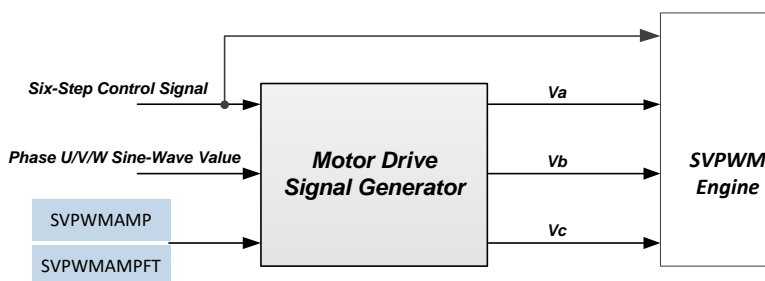 Six-Step Control Signal
Phase U/V/W Sine-Wave Value
SVPWMAMP
SVPWMAMPFT
Motor Drive
Signal Generator
Va
Vb
Vc
SVPWM
Engine